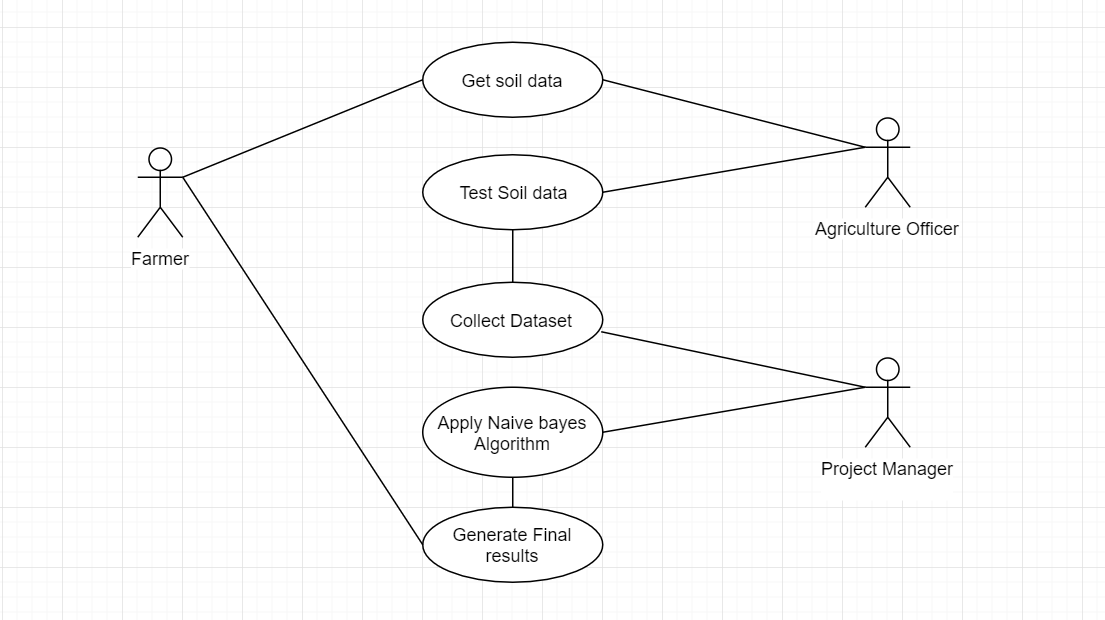 Get soil data
Test Soil data
Agriculture Officer
Farmer
Collect Dataset
Apply Naive bayes
Algorithm
Project Manager
Generate Final
results